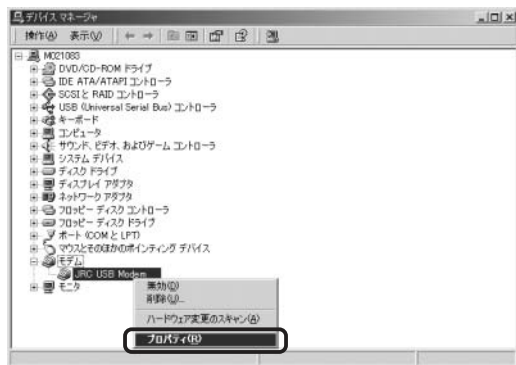 デバイス マネージャ
操作(A) 表示(V)
M021083
DVD/CD-ROM ドライブ
IDE ATA/ATAPI コントローラ
SCSI と RAID コントローラ
USB (Universal Serial Bus) コントローラ
キーボード
コンピュータ
サウンド、ビデオ、およびゲーム コントローラ
システム デバイス
ディスク ドライブ
ディスプレイ アダプタ
ネットワーク アダプタ
フロッピー ディスク コントローラ
フロッピー ディスク ドライブ
ポート (COM と LPT)
マウスとそのほかのポインティング デバイス
モデム
JRC USB Modem
モニタ
無効(D)
削除(U)...
ハードウェア変更のスキャン(A)
プロパティ(R)